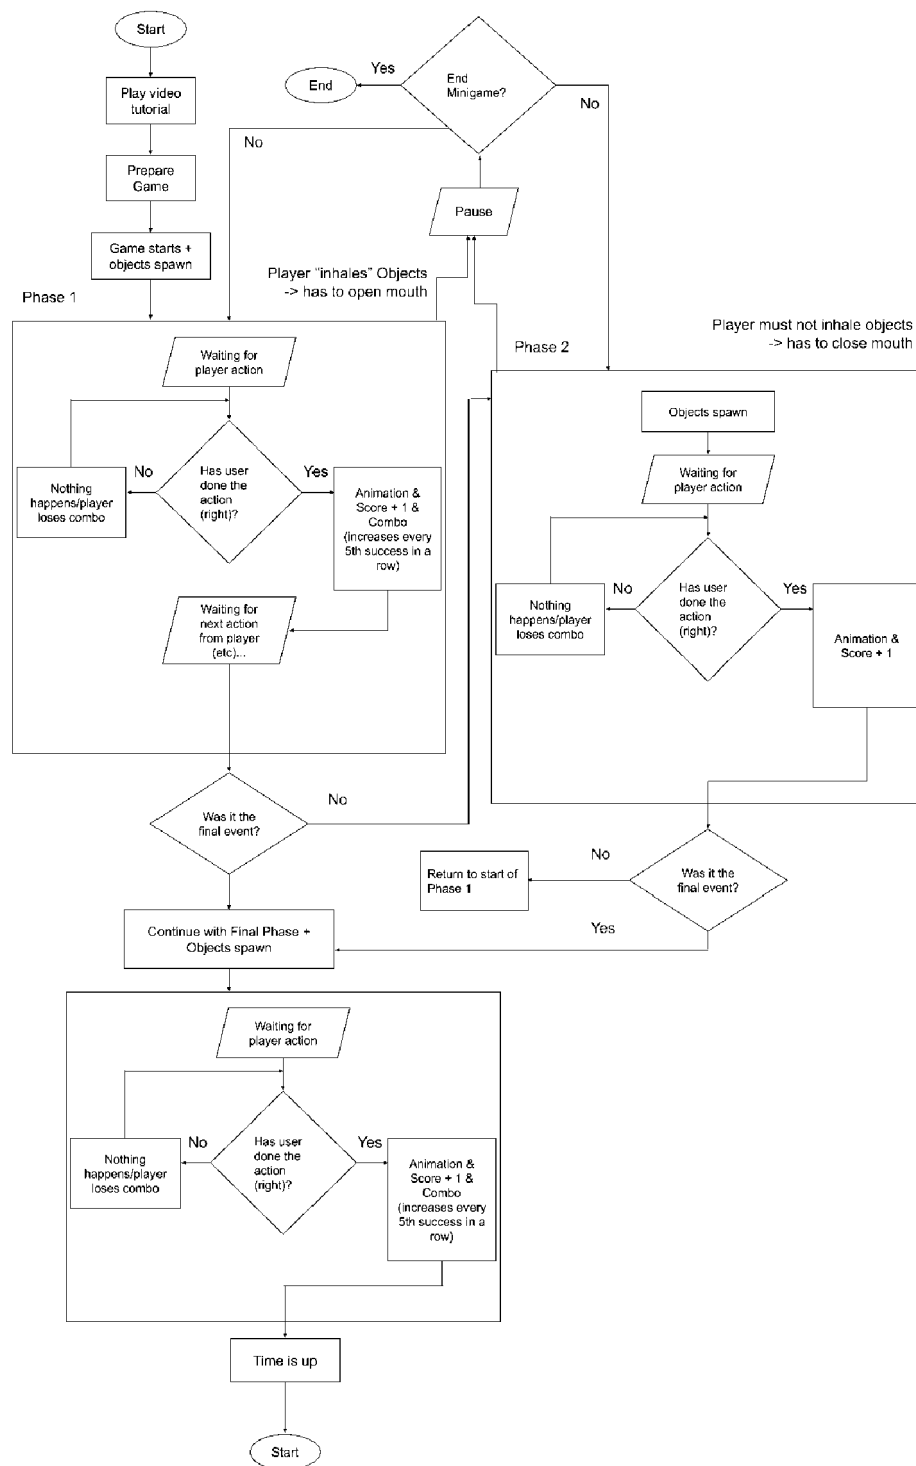 Start
Play video
tutorial
Prepare
Game
Game starts +
objects spawn
End
Yes
End
Minigame?
No
No
Pause
Player "inhales" Objects
-> has to open mouth
Phase 1
Waiting for
player action
Has user
done the
action
(right)?
No
Yes
Nothing
happens/player
loses combo
Animation &
Score + 1 &
Combo
(increases every
5th success in a
row)
Waiting for
next action
from player
(etc)...
Was it the
final event?
No
Phase 2
Player must not inhale objects
-> has to close mouth
Objects spawn
Waiting for
player action
Has user
done the
action
(right)?
No
Yes
Nothing
happens/player
loses combo
Animation &
Score + 1
Was it the
final event?
No
Return to start of
Phase 1
Yes
Continue with Final Phase +
Objects spawn
Waiting for
player action
Has user
done the
action
(right)?
No
Yes
Nothing
happens/player
loses combo
Animation &
Score + 1 &
Combo
(increases every
5th success in a
row)
Time is up
Start